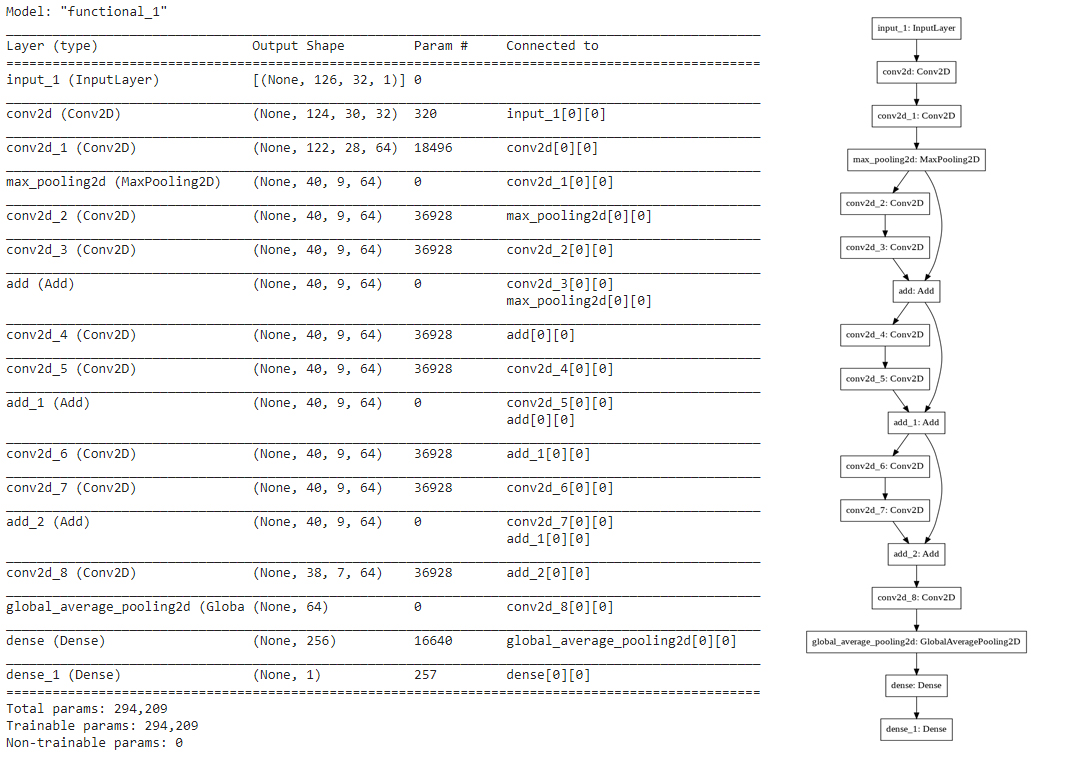 Model: "functional_1"
Layer (type) Output Shape Param # Connected to
input_1 (InputLayer) [(None, 126, 32, 1)] 0
conv2d (Conv2D) (None, 124, 30, 32) 320 input_1[0][0]
conv2d_1 (Conv2D) (None, 122, 28, 64) 18496 conv2d[0][0]
max_pooling2d (MaxPooling2D) (None, 40, 9, 64) 0 conv2d_1[0][0]
conv2d_2 (Conv2D) (None, 40, 9, 64) 36928 max_pooling2d[0][0]
conv2d_3 (Conv2D) (None, 40, 9, 64) 36928 conv2d_2[0][0]
add (Add) (None, 40, 9, 64) 0 conv2d_3[0][0]
max_pooling2d[0][0]
conv2d_4 (Conv2D) (None, 40, 9, 64) 36928 add[0][0]
conv2d_5 (Conv2D) (None, 40, 9, 64) 36928 conv2d_4[0][0]
add_1 (Add) (None, 40, 9, 64) 0 conv2d_5[0][0]
add[0][0]
conv2d_6 (Conv2D) (None, 40, 9, 64) 36928 add_1[0][0]
conv2d_7 (Conv2D) (None, 40, 9, 64) 36928 conv2d_6[0][0]
add_2 (Add) (None, 40, 9, 64) 0 conv2d_7[0][0]
add_1[0][0]
conv2d_8 (Conv2D) (None, 38, 7, 64) 36928 add_2[0][0]
global_average_pooling2d (Globa (None, 64) 0 conv2d_8[0][0]
dense (Dense) (None, 256) 16640 global_average_pooling2d[0][0]
dense_1 (Dense) (None, 1) 257 dense[0][0]
Total params: 294,209
Trainable params: 294,209
Non-trainable params: 0
input_1: InputLayer
conv2d: Conv2D
conv2d_1: Conv2D
max_pooling2d: MaxPooling2D
conv2d_2: Conv2D
conv2d_3: Conv2D
add: Add
conv2d_4: Conv2D
conv2d_5: Conv2D
add_1: Add
conv2d_6: Conv2D
conv2d_7: Conv2D
add_2: Add
conv2d_8: Conv2D
global_average_pooling2d: GlobalAveragePooling2D
dense: Dense
dense_1: Dense